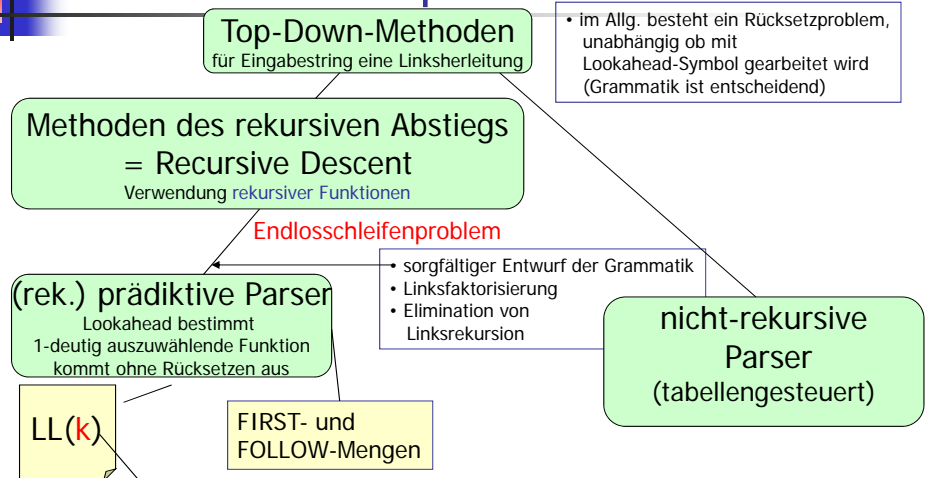 Top-Down-Methoden
für Eingabestring eine Linksherleitung
• im Allg. besteht ein Rücksetzproblem,
unabhängig ob mit
Lookahead-Symbol gearbeitet wird
(Grammatik ist entscheidend)
Methoden des rekursiven Abstiegs
= Recursive Descent
Verwendung rekursiver Funktionen
Endlosschleifenproblem
• sorgfältiger Entwurf der Grammatik
• Linksfaktorisierung
• Elimination von
Linksrekursion
(rek.) prädiktive Parser
Lookahead bestimmt
1-deutig auszuwählende Funktion
kommt ohne Rücksetzen aus
nicht-rekursive
Parser
(tabellengesteuert)
LL(k)
FIRST- und
FOLLOW-Mengen